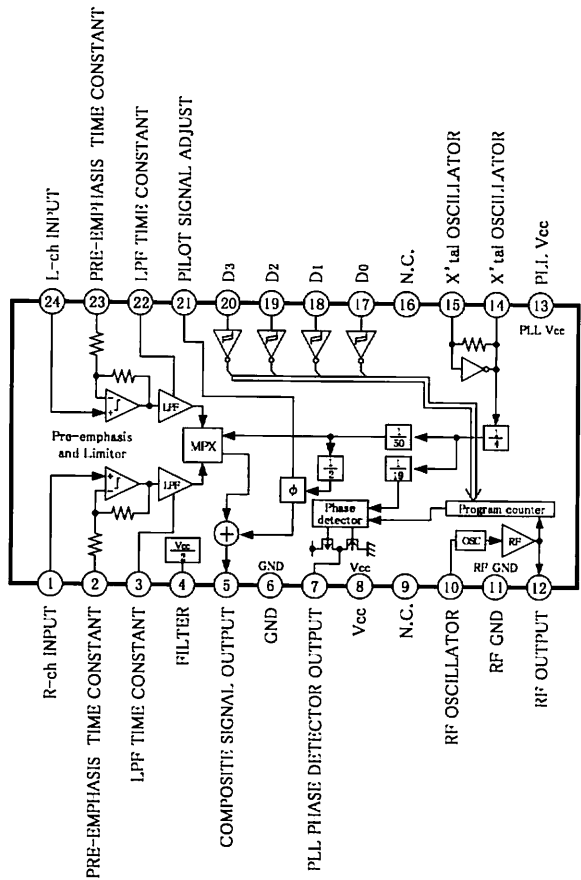 L-ch INPUT
PRE-EMPHASIS TIME CONSTANT
LPF TIME CONSTANT
PILOT SIGNAL ADJUST
D3
D2
D1
D0
N.C.
X'tal OSCILLATOR
X'tal OSCILLATOR
PLL Vcc
24
23
22
21
20
19
18
17
16
15
14
13
PLL Vcc
Pre-emphasis
and Limitor
LPF
LPF
MPX
Vcc
2
+
φ
1
2
1
50
1
19
1
4
Phase
detector
Program counter
OSC
RF
GND
Vcc
RF GND
1
2
3
4
5
6
7
8
9
10
11
12
R-ch INPUT
PRE-EMPHASIS TIME CONSTANT
LPF TIME CONSTANT
FILTER
COMPOSITE SIGNAL OUTPUT
GND
PLL PHASE DETECTOR OUTPUT
Vcc
N.C.
RF OSCILLATOR
RF GND
RF OUTPUT